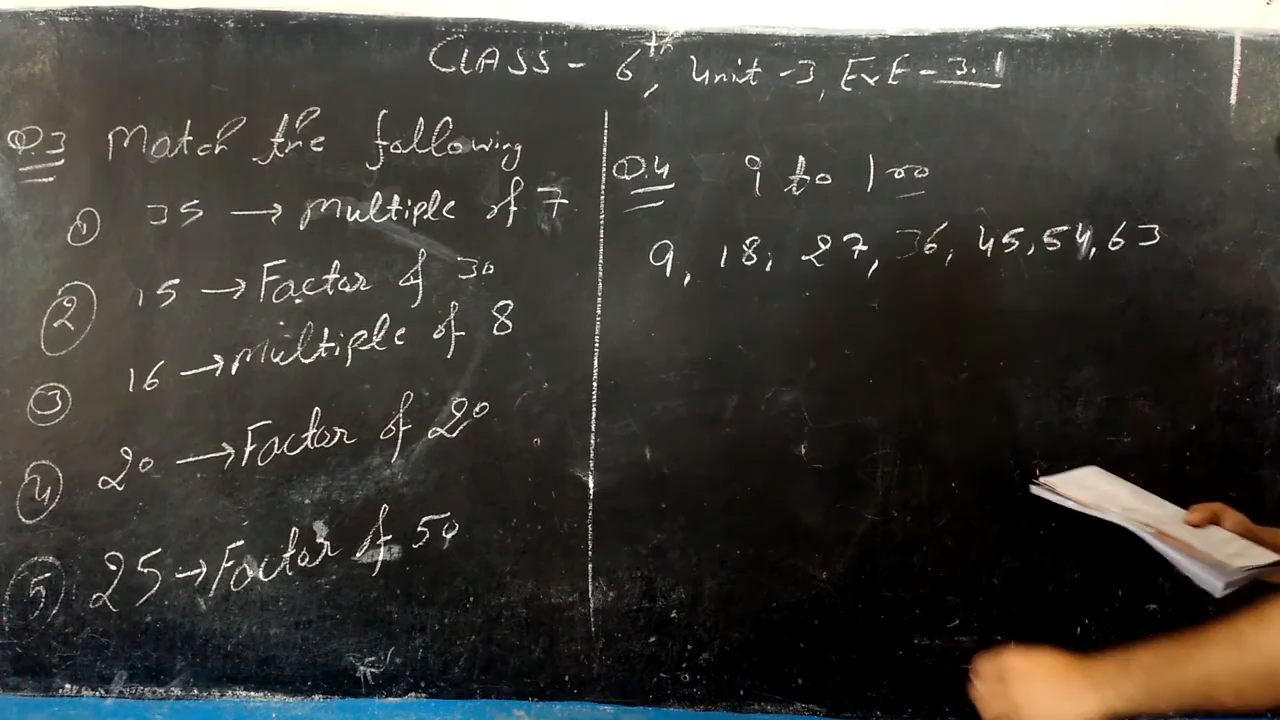 CLASS - 6th, Unit -3, EXE - 3.1
Q.3 Match the following
① 35 → Multiple of 7
② 15 → Factor of 30
③ 16 → Multiple of 8
④ 20 → Factor of 20
⑤ 25 → Factor of 50
Q.4 9 to 100
9, 18, 27, 36, 45, 54, 63